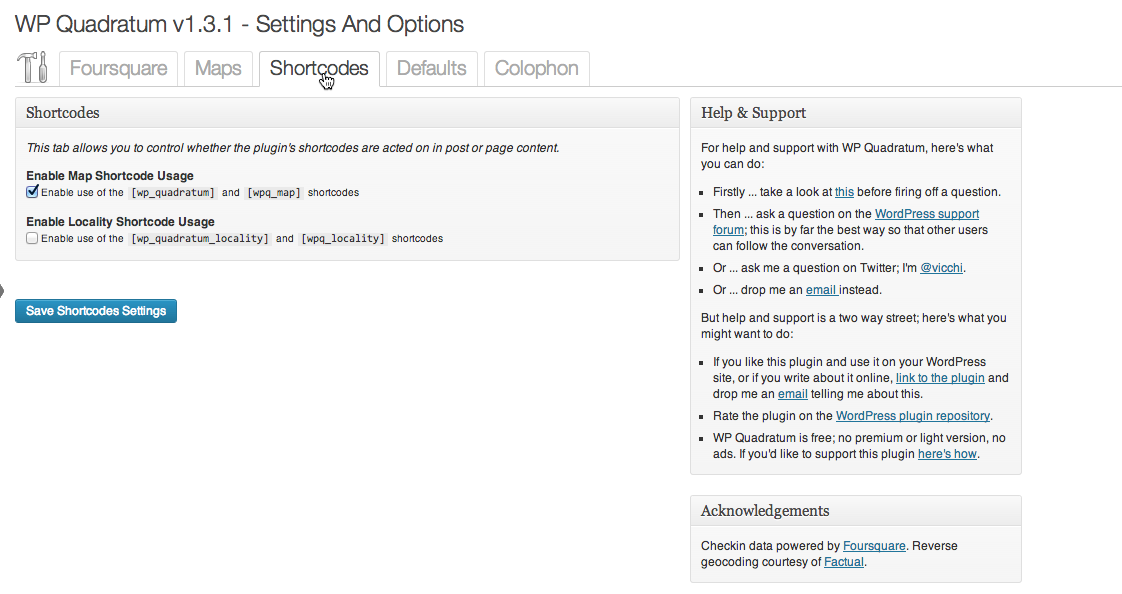 WP Quadratum v1.3.1 - Settings And Options
Foursquare
Maps
Shortcodes
Defaults
Colophon
Shortcodes
This tab allows you to control whether the plugin's shortcodes are acted on in post or page content.
Enable Map Shortcode Usage
Enable use of the [wp_quadratum] and [wpq_map] shortcodes
Enable Locality Shortcode Usage
Enable use of the [wp_quadratum_locality] and [wpq_locality] shortcodes
Save Shortcodes Settings
Help & Support
For help and support with WP Quadratum, here's what
you can do:
Firstly ... take a look at this before firing off a question.
Then ... ask a question on the WordPress support
forum; this is by far the best way so that other users
can follow the conversation.
Or ... ask me a question on Twitter; I'm @vicchi.
Or ... drop me an email instead.
But help and support is a two way street; here's what you
might want to do:
If you like this plugin and use it on your WordPress
site, or if you write about it online, link to the plugin and
drop me an email telling me about this.
Rate the plugin on the WordPress plugin repository.
WP Quadratum is free; no premium or light version, no
ads. If you'd like to support this plugin here's how.
Acknowledgements
Checkin data powered by Foursquare. Reverse
geocoding courtesy of Factual.